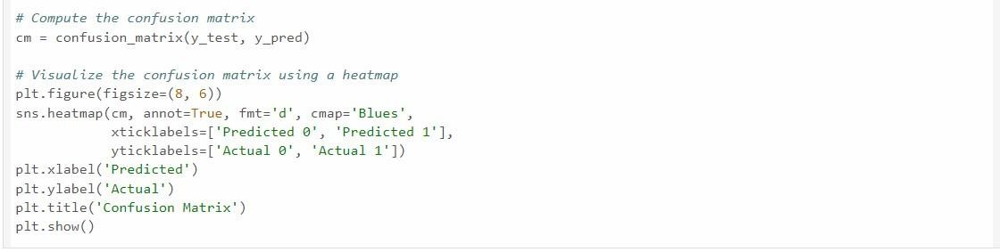 # Compute the confusion matrix
cm = confusion_matrix(y_test, y_pred)

# Visualize the confusion matrix using a heatmap
plt.figure(figsize=(8, 6))
sns.heatmap(cm, annot=True, fmt='d', cmap='Blues',
            xticklabels=['Predicted 0', 'Predicted 1'],
            yticklabels=['Actual 0', 'Actual 1'])
plt.xlabel('Predicted')
plt.ylabel('Actual')
plt.title('Confusion Matrix')
plt.show()